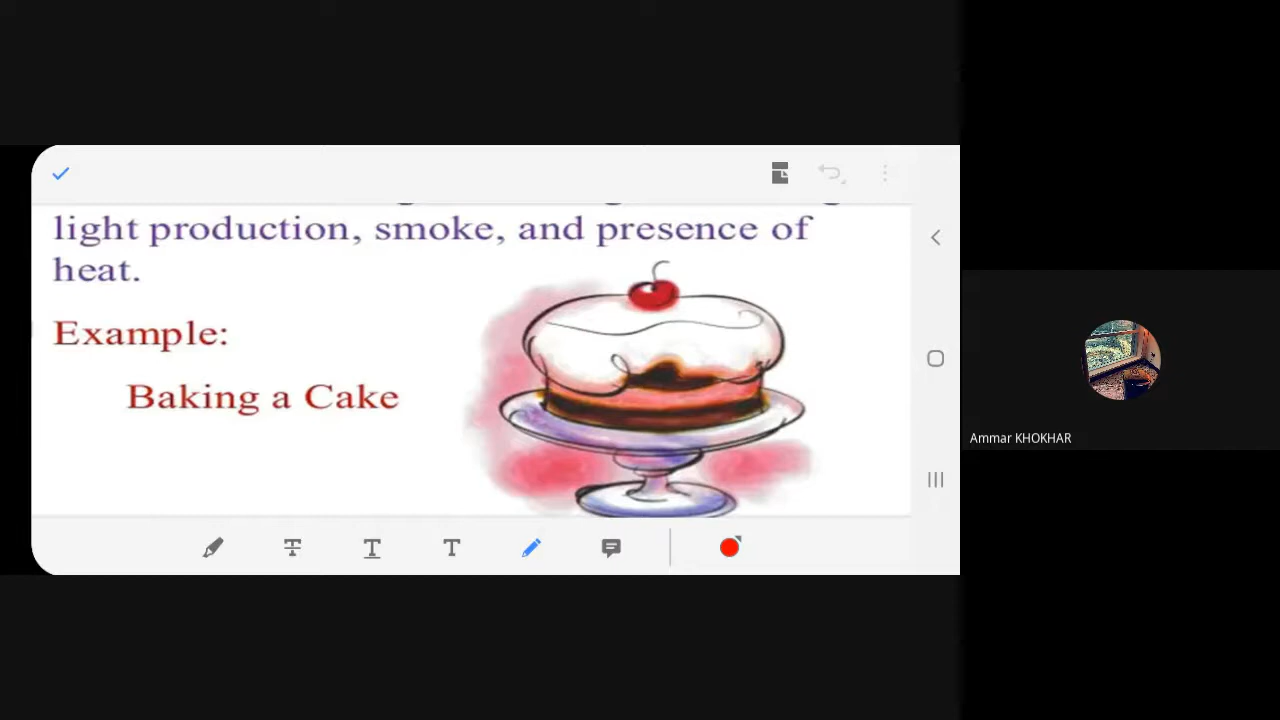 light production, smoke, and presence of
heat.
Example:
Baking a Cake
Ammar KHOKHAR